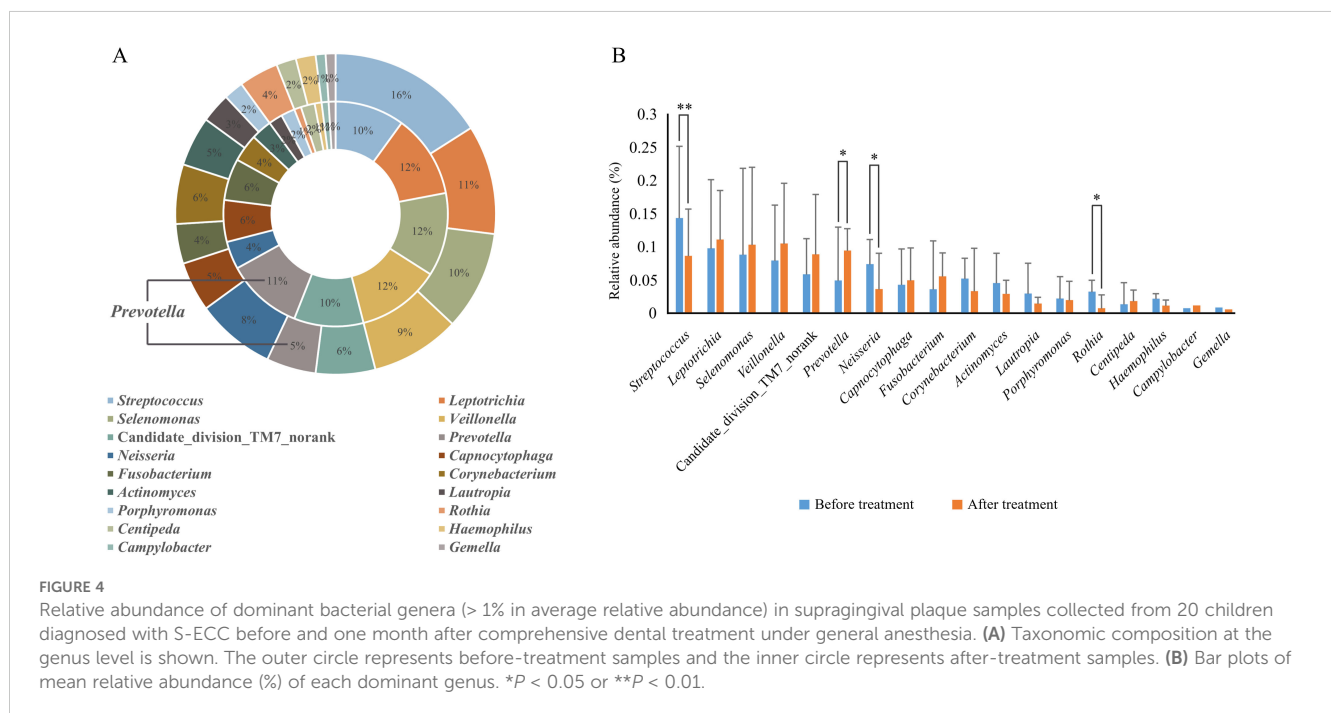 A
16%
11%
10%
9%
6%
5%
8%
5%
4%
6%
5%
3%
2%
4%
2%
2%
1%
1%
10%
12%
12%
12%
10%
11%
4%
6%
6%
4%
3%
2%
1%
2%
1%
Prevotella
Streptococcus
Leptotrichia
Selenomonas
Veillonella
Candidate_division_TM7_norank
Prevotella
Neisseria
Capnocytophaga
Fusobacterium
Corynebacterium
Actinomyces
Lautropia
Porphyromonas
Rothia
Centipeda
Haemophilus
Campylobacter
Gemella
B
Relative abundance (%)
0.3
0.25
0.2
0.15
0.1
0.05
0
**
*
*
*
Streptococcus
Leptotrichia
Selenomonas
Veillonella
Candidate_division_TM7_norank
Prevotella
Neisseria
Capnocytophaga
Fusobacterium
Corynebacterium
Actinomyces
Lautropia
Porphyromonas
Rothia
Centipeda
Haemophilus
Campylobacter
Gemella
Before treatment
After treatment
FIGURE 4
Relative abundance of dominant bacterial genera (> 1% in average relative abundance) in supragingival plaque samples collected from 20 children
diagnosed with S-ECC before and one month after comprehensive dental treatment under general anesthesia. (A) Taxonomic composition at the
genus level is shown. The outer circle represents before-treatment samples and the inner circle represents after-treatment samples. (B) Bar plots of
mean relative abundance (%) of each dominant genus. *P < 0.05 or **P < 0.01.